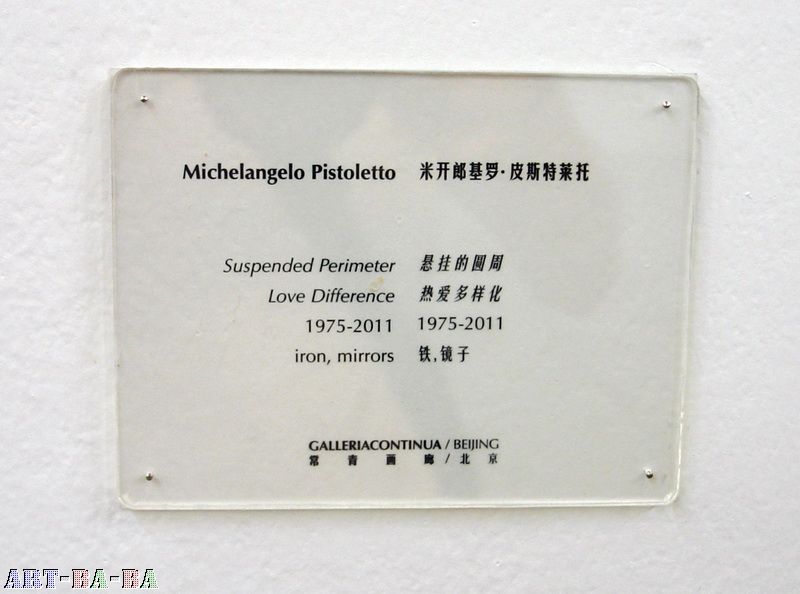 Michelangelo Pistoletto 米开郎基罗·皮斯特莱托
Suspended Perimeter 悬挂的圆周
Love Difference 热爱多样化
1975-2011 1975-2011
iron, mirrors 铁,镜子
GALLERIACONTINUA / BEIJING
常青画廊/北京
ART-BA-BA